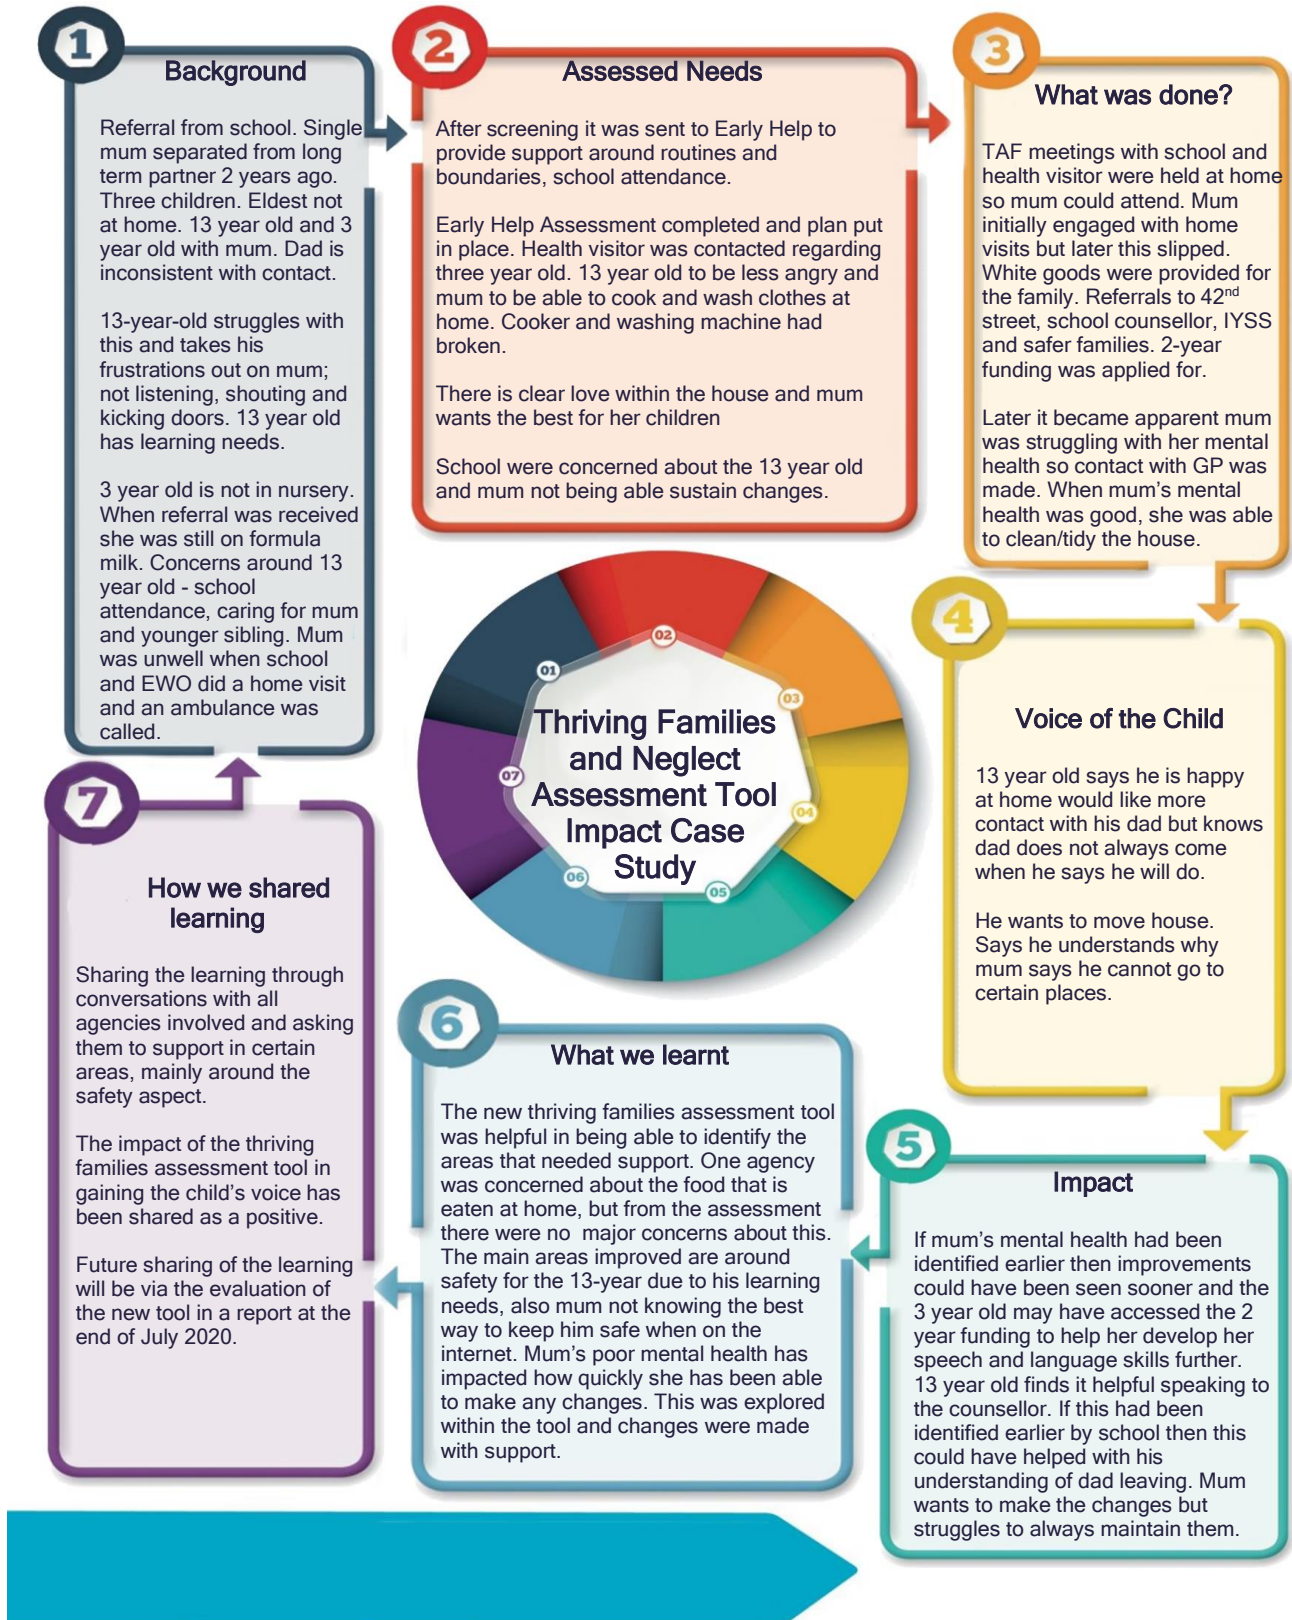 1
Background
Referral from school. Single
mum separated from long
term partner 2 years ago.
Three children. Eldest not
at home. 13 year old and 3
year old with mum. Dad is
inconsistent with contact.
13-year-old struggles with
this and takes his
frustrations out on mum;
not listening, shouting and
kicking doors. 13 year old
has learning needs.
3 year old is not in nursery.
When referral was received
she was still on formula
milk. Concerns around 13
year old - school
attendance, caring for mum
and younger sibling. Mum
was unwell when school
and EWO did a home visit
and an ambulance was
called.
2
Assessed Needs
After screening it was sent to Early Help to
provide support around routines and
boundaries, school attendance.
Early Help Assessment completed and plan put
in place. Health visitor was contacted regarding
three year old. 13 year old to be less angry and
mum to be able to cook and wash clothes at
home. Cooker and washing machine had
broken.
There is clear love within the house and mum
wants the best for her children
School were concerned about the 13 year old
and mum not being able sustain changes.
3
What was done?
TAF meetings with school and
health visitor were held at home
so mum could attend. Mum
initially engaged with home
visits but later this slipped.
White goods were provided for
the family. Referrals to 42nd
street, school counsellor, IYSS
and safer families. 2-year
funding was applied for.
Later it became apparent mum
was struggling with her mental
health so contact with GP was
made. When mum's mental
health was good, she was able
to clean/tidy the house.
4
Voice of the Child
13 year old says he is happy
at home would like more
contact with his dad but knows
dad does not always come
when he says he will do.
He wants to move house.
Says he understands why
mum says he cannot go to
certain places.
5
Impact
If mum's mental health had been
identified earlier then improvements
could have been seen sooner and the
3 year old may have accessed the 2
year funding to help her develop her
speech and language skills further.
13 year old finds it helpful speaking to
the counsellor. If this had been
identified earlier by school then this
could have helped with his
understanding of dad leaving. Mum
wants to make the changes but
struggles to always maintain them.
6
What we learnt
The new thriving families assessment tool
was helpful in being able to identify the
areas that needed support. One agency
was concerned about the food that is
eaten at home, but from the assessment
there were no major concerns about this.
The main areas improved are around
safety for the 13-year due to his learning
needs, also mum not knowing the best
way to keep him safe when on the
internet. Mum's poor mental health has
impacted how quickly she has been able
to make any changes. This was explored
within the tool and changes were made
with support.
7
How we shared
learning
Sharing the learning through
conversations with all
agencies involved and asking
them to support in certain
areas, mainly around the
safety aspect.
The impact of the thriving
families assessment tool in
gaining the child's voice has
been shared as a positive.
Future sharing of the learning
will be via the evaluation of
the new tool in a report at the
end of July 2020.
Thriving Families
and Neglect
Assessment Tool
Impact Case
Study
01
02
03
04
05
06
07